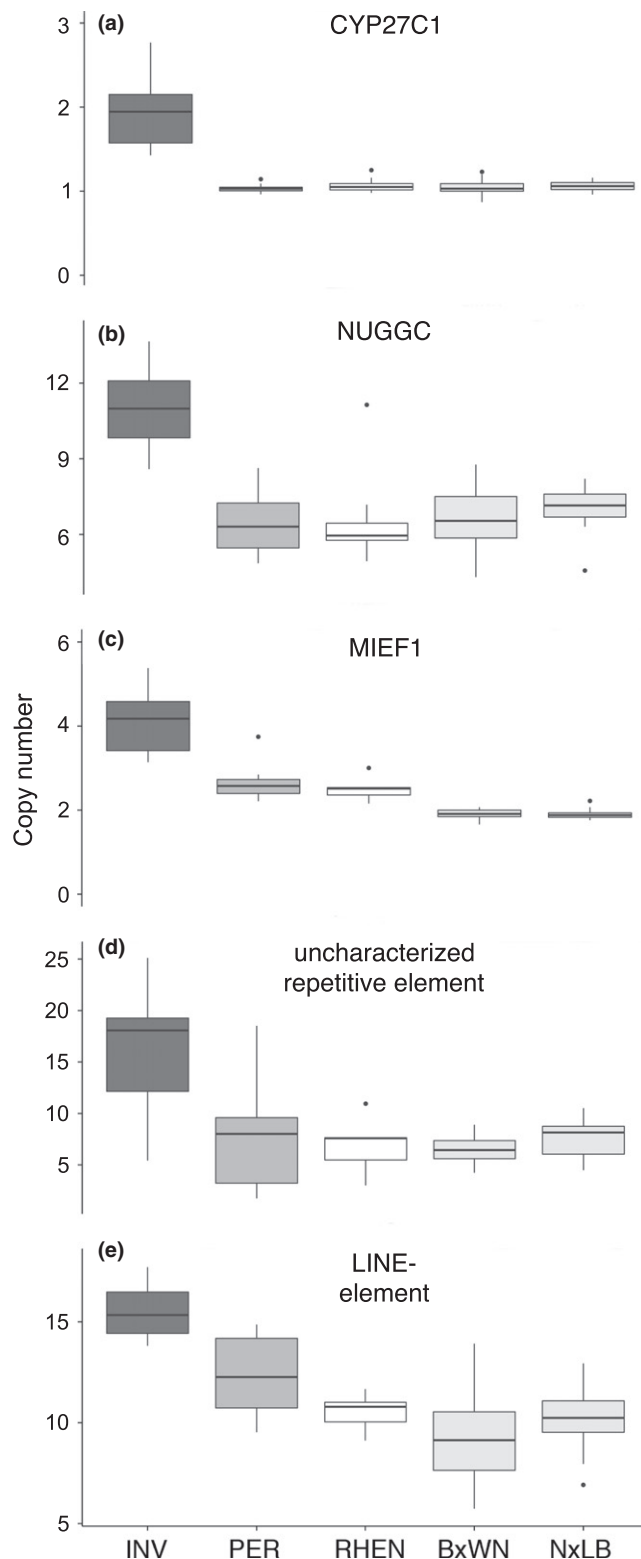 (a) CYP27C1
3
2
1
0
(b) NUGGC
12
9
6
(c) MIEF1
6
4
2
0
Copy number
(d) uncharacterized
repetitive element
25
20
15
10
5
(e) LINE-
element
15
10
5
INV PER RHEN BxWN NxLB